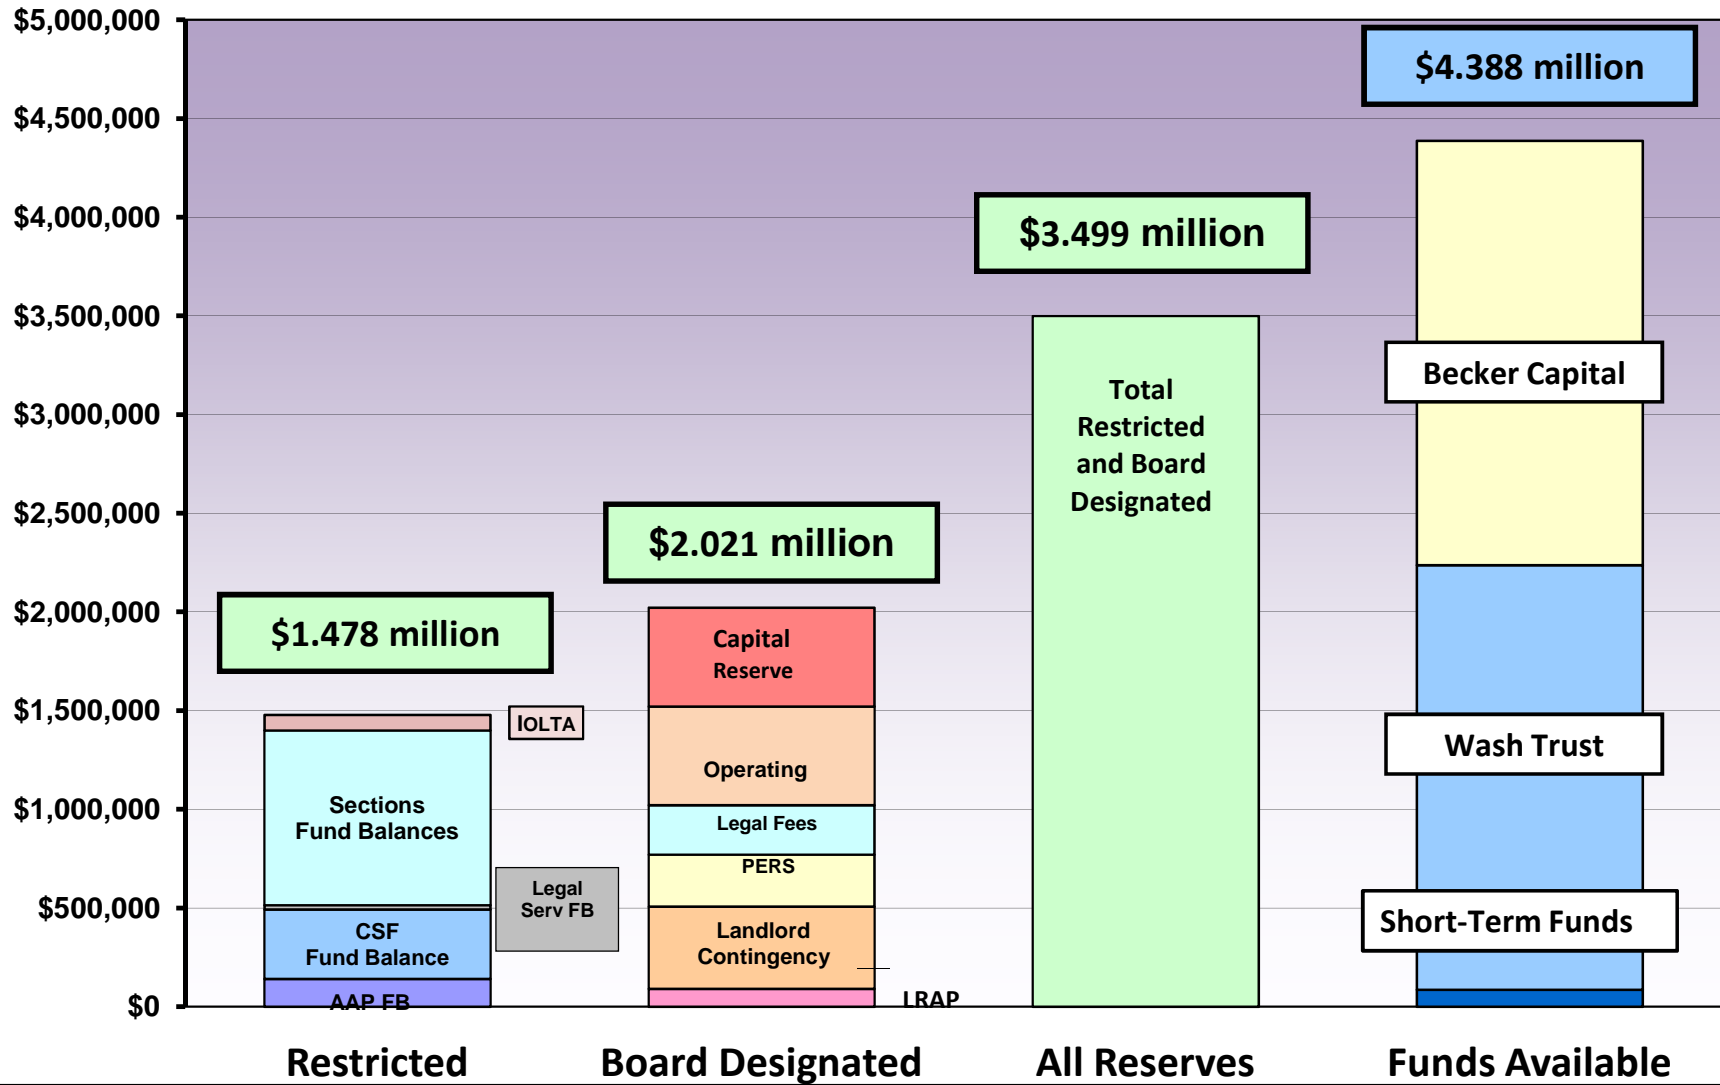 $5,000,000
$4,500,000
$4,000,000
$3,500,000
$3,000,000
$2,500,000
$2,000,000
$1,500,000
$1,000,000
$500,000
$0
$1.478 million
IOLTA
Sections
Fund Balances
Legal
Serv FB
CSF
Fund Balance
AAP FB
Restricted
$2.021 million
Capital
Reserve
Operating
Legal Fees
PERS
Landlord
Contingency
LRAP
Board Designated
$3.499 million
Total
Restricted
and Board
Designated
All Reserves
$4.388 million
Becker Capital
Wash Trust
Short-Term Funds
Funds Available